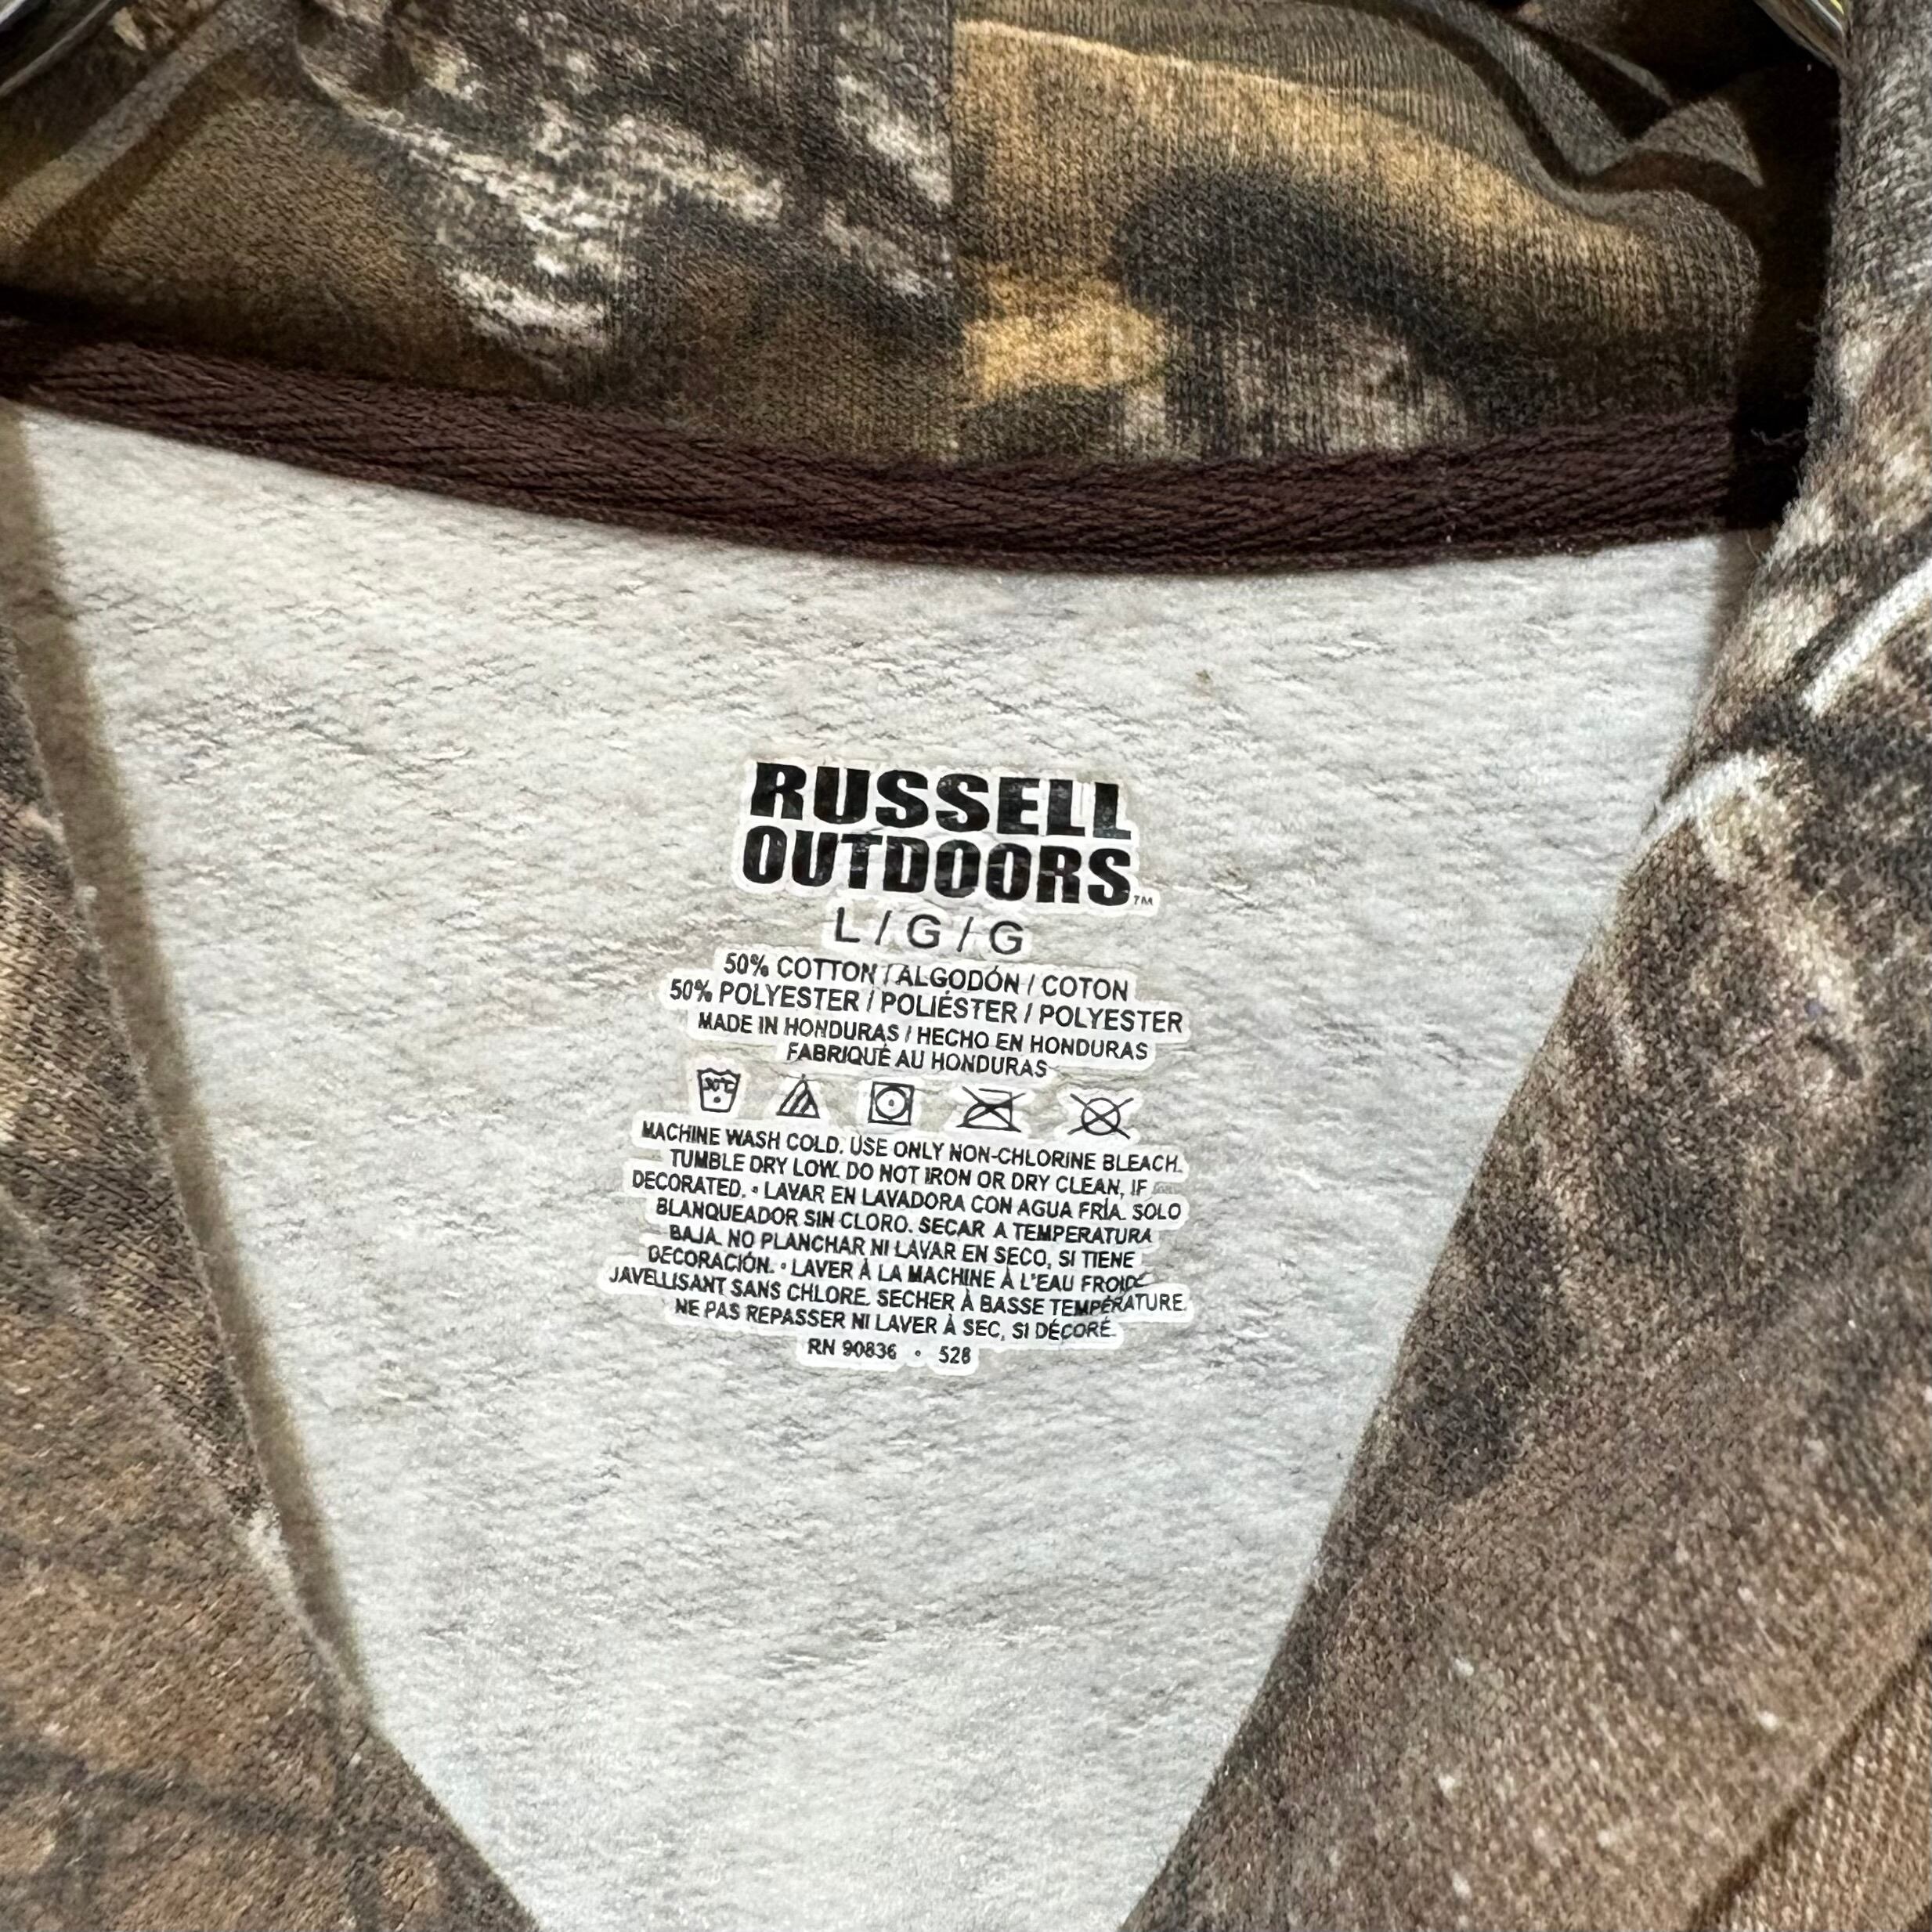 RUSSELL
OUTDOORS™
L / G / G
50% COTTON / ALGODÓN / COTON
50% POLYESTER / POLIÉSTER / POLYESTER
MADE IN HONDURAS / HECHO EN HONDURAS
FABRIQUÉ AU HONDURAS
30°C
MACHINE WASH COLD. USE ONLY NON-CHLORINE BLEACH.
TUMBLE DRY LOW. DO NOT IRON OR DRY CLEAN, IF
DECORATED. • LAVAR EN LAVADORA CON AGUA FRÍA. SOLO
BLANQUEADOR SIN CLORO. SECAR A TEMPERATURA
BAJA. NO PLANCHAR NI LAVAR EN SECO, SI TIENE
DECORACIÓN. • LAVER À LA MACHINE À L'EAU FROIDE
JAVELLISANT SANS CHLORE. SECHER À BASSE TEMPÉRATURE.
NE PAS REPASSER NI LAVER À SEC, SI DÉCORÉ.
RN 90836 • 528